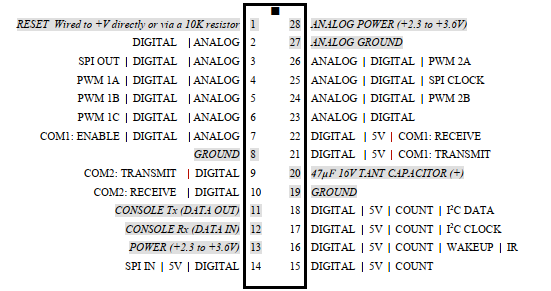 RESET Wired to +V directly or via a 10K resistor 1 28 ANALOG POWER (+2.3 to +3.6V)
DIGITAL | ANALOG 2 27 ANALOG GROUND
SPI OUT | DIGITAL | ANALOG 3 26 ANALOG | DIGITAL | PWM 2A
PWM 1A | DIGITAL | ANALOG 4 25 ANALOG | DIGITAL | SPI CLOCK
PWM 1B | DIGITAL | ANALOG 5 24 ANALOG | DIGITAL | PWM 2B
PWM 1C | DIGITAL | ANALOG 6 23 ANALOG | DIGITAL
COM1: ENABLE | DIGITAL | ANALOG 7 22 DIGITAL | 5V | COM1: RECEIVE
GROUND 8 21 DIGITAL | 5V | COM1: TRANSMIT
COM2: TRANSMIT | DIGITAL 9 20 47µF 16V TANT CAPACITOR (+)
COM2: RECEIVE | DIGITAL 10 19 GROUND
CONSOLE Tx (DATA OUT) 11 18 DIGITAL | 5V | COUNT | I²C DATA
CONSOLE Rx (DATA IN) 12 17 DIGITAL | 5V | COUNT | I²C CLOCK
POWER (+2.3 to +3.6V) 13 16 DIGITAL | 5V | COUNT | WAKEUP | IR
SPI IN | 5V | DIGITAL 14 15 DIGITAL | 5V | COUNT